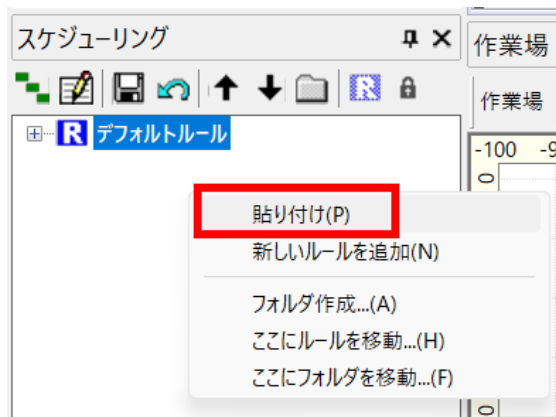 スケジューリング
作業場
作業場
R デフォルトルール
-100 -9
0
貼り付け(P)
新しいルールを追加(N)
フォルダ作成...(A)
ここにルールを移動...(H)
ここにフォルダを移動...(F)
0